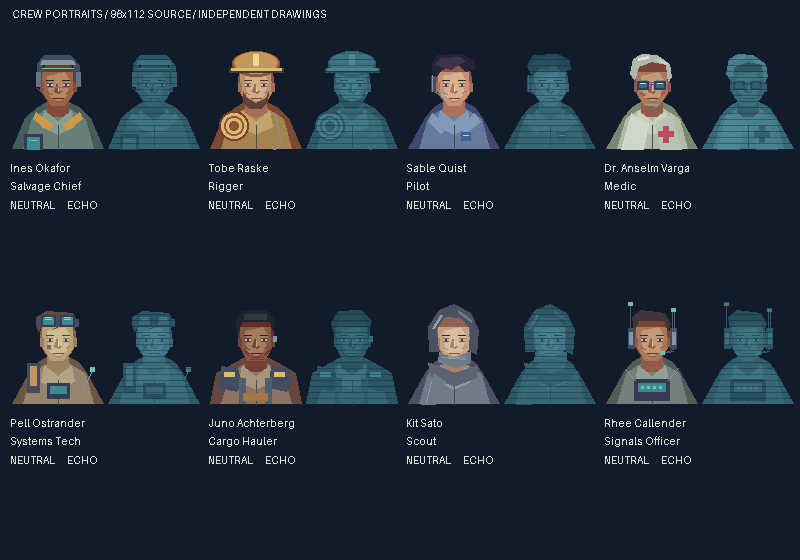 CREW PORTRAITS / 96x112 SOURCE / INDEPENDENT DRAWINGS
Ines Okafor
Salvage Chief
NEUTRAL ECHO
Tobe Raske
Rigger
NEUTRAL ECHO
Sable Quist
Pilot
NEUTRAL ECHO
Dr. Anselm Varga
Medic
NEUTRAL ECHO
Pell Ostrander
Systems Tech
NEUTRAL ECHO
Juno Achterberg
Cargo Hauler
NEUTRAL ECHO
Kit Sato
Scout
NEUTRAL ECHO
Rhee Callender
Signals Officer
NEUTRAL ECHO